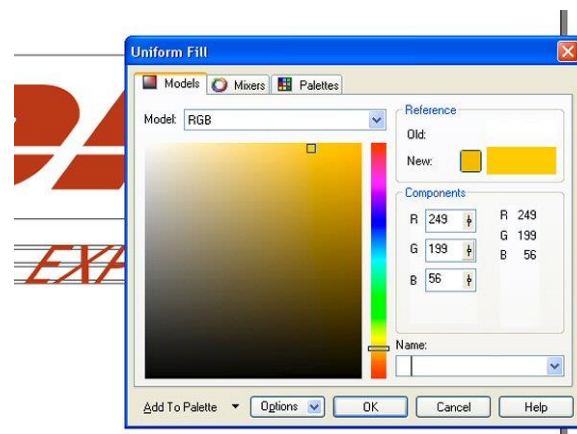 Uniform Fill
Models Mixers Palettes
Model: RGB
Reference
Old:
New:
Components
R 249 R 249
G 199 G 199
B 56 B 56
Name:
Add To Palette Options OK Cancel Help